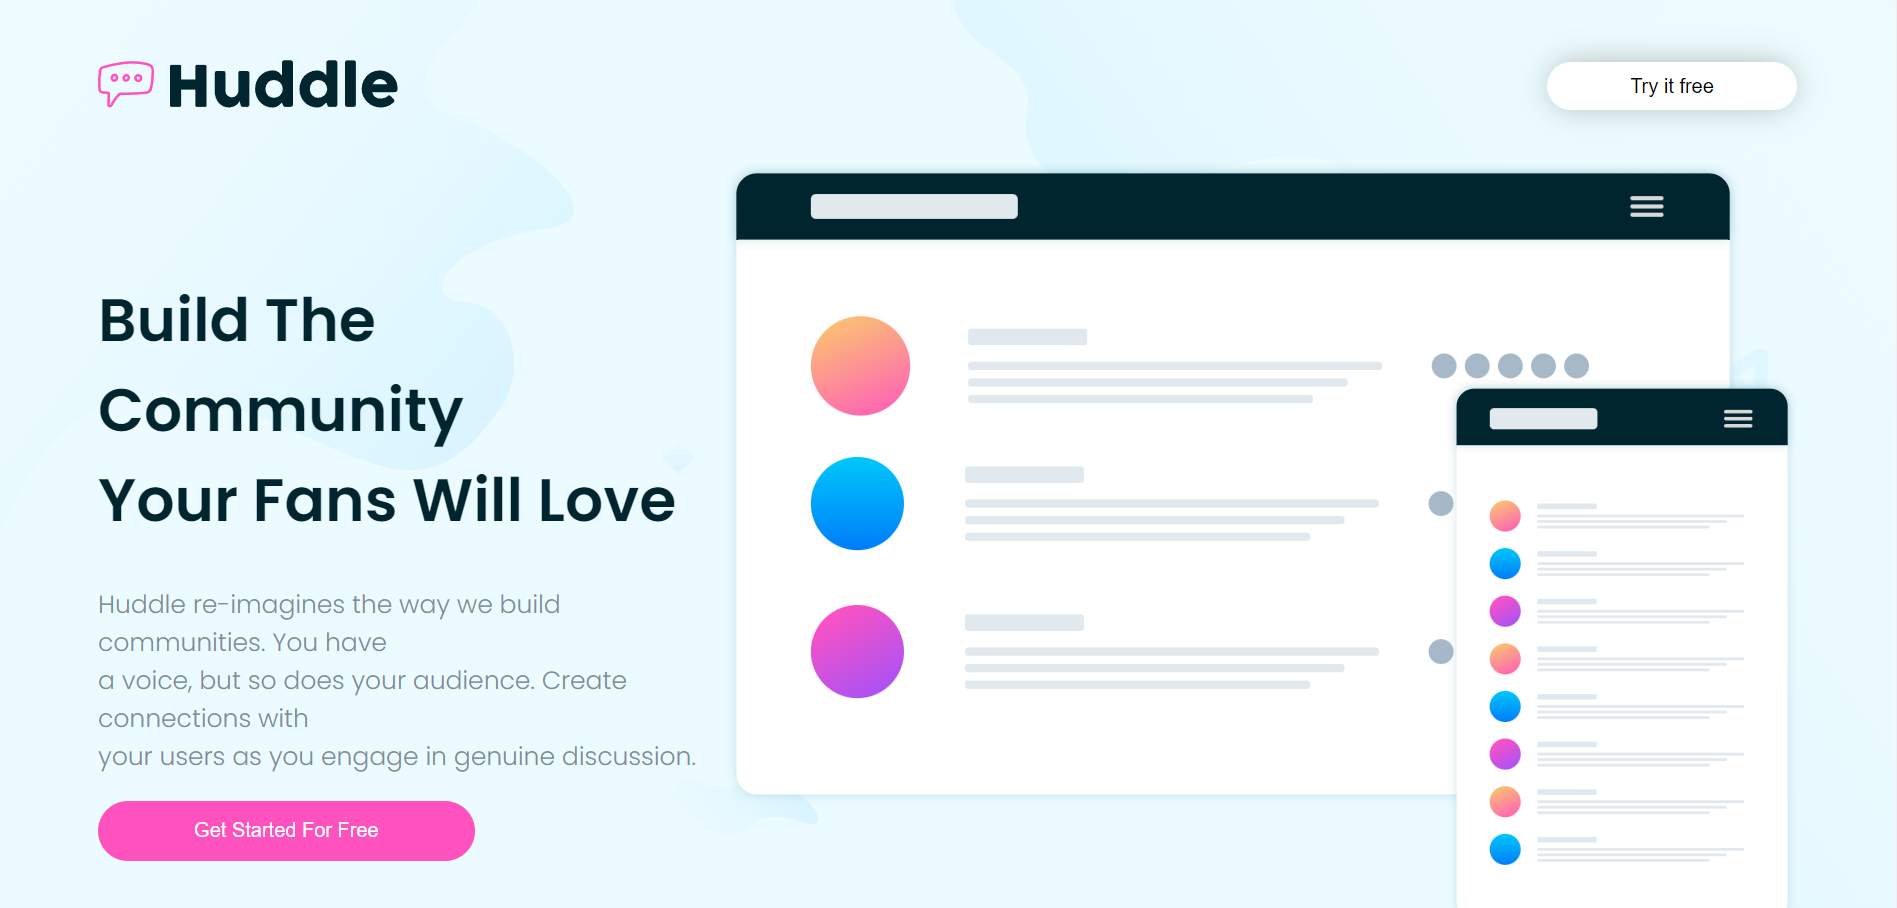 Huddle
Try it free
Build The
Community
Your Fans Will Love
Huddle re-imagines the way we build
communities. You have
a voice, but so does your audience. Create
connections with
your users as you engage in genuine discussion.
Get Started For Free